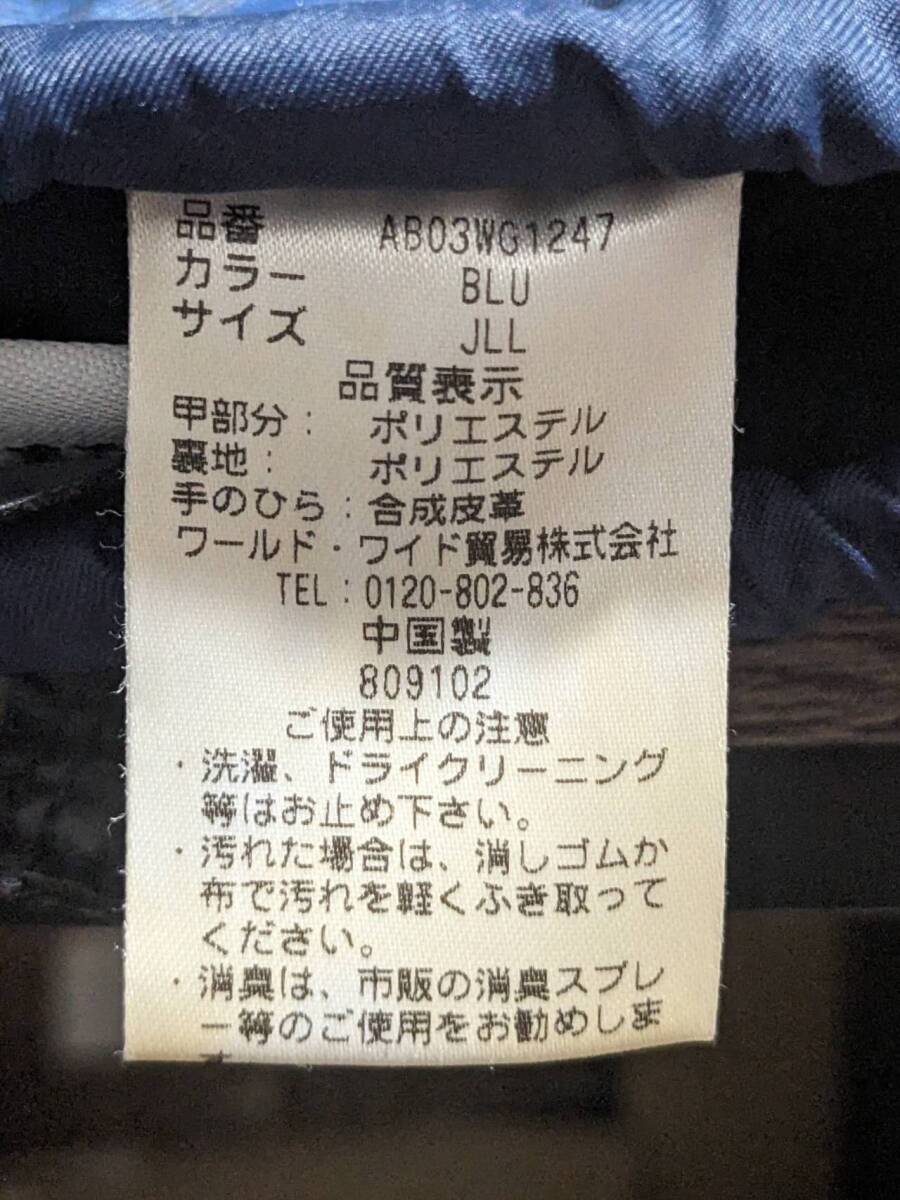 品番 AB03WG1247
カラー BLU
サイズ JLL
品質表示
甲部分: ポリエステル
裏地: ポリエステル
手のひら:合成皮革
ワールド・ワイド貿易株式会社
TEL:0120-802-836
中国製
809102
ご使用上の注意
・洗濯、ドライクリーニング
等はお止め下さい。
・汚れた場合は、消しゴムか
布で汚れを軽くふき取って
ください。
・消臭は、市販の消臭スプレ
ー等のご使用をお勧めしま